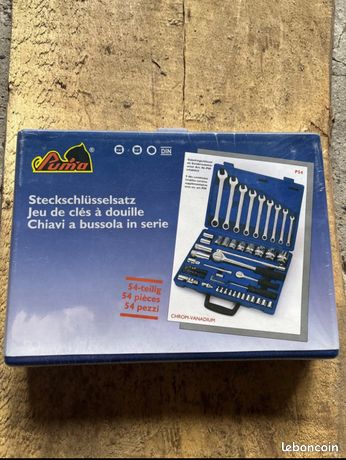 Puma
®
DIN
P54
Steckschlüsselsatz
Jeu de clés à douille
Chiavi a bussola in serie
54-teilig
54 pièces
54 pezzi
CHROM-VANADIUM
leboncoin